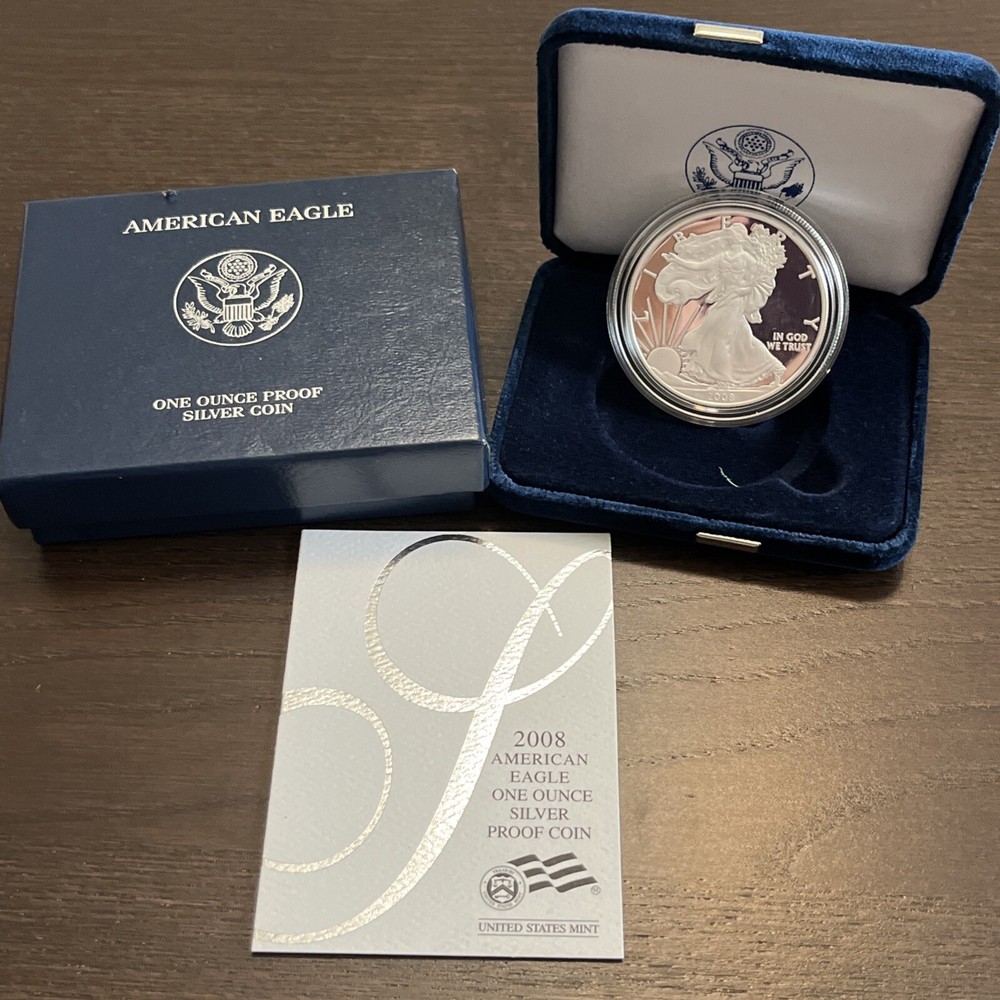 AMERICAN EAGLE
ONE OUNCE PROOF
SILVER COIN
LIBERTY
IN GOD
WE TRUST
2008
2008
AMERICAN
EAGLE
ONE OUNCE
SILVER
PROOF COIN
®
UNITED STATES MINT